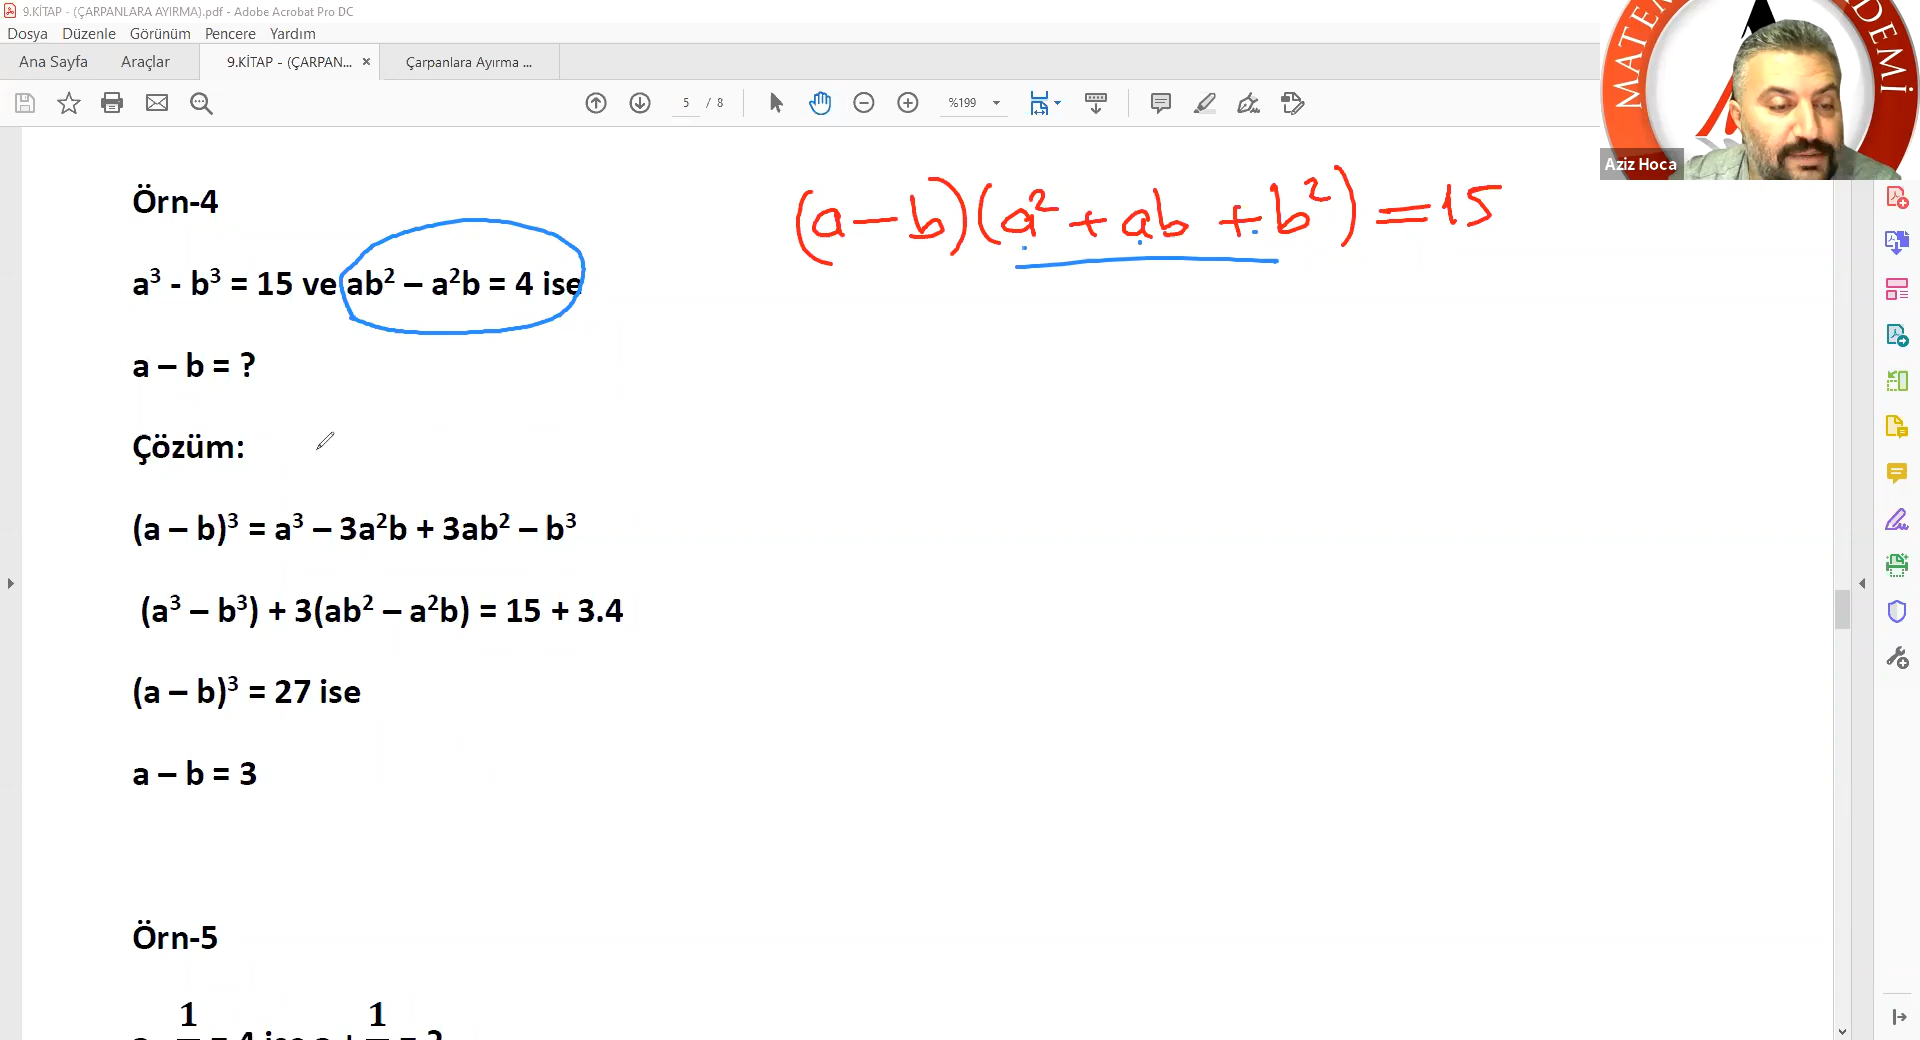 9.KİTAP - (ÇARPANLARA AYIRMA).pdf - Adobe Acrobat Pro DC
Dosya Düzenle Görünüm Pencere Yardım
Ana Sayfa Araçlar 9.KİTAP - (ÇARPAN... × Çarpanlara Ayırma ...
5 / 8 %199
Aziz Hoca
Örn-4
(a – b)(a² + ab + b²) = 15
a³ - b³ = 15 ve ab² – a²b = 4 ise
a – b = ?
Çözüm:
(a – b)³ = a³ – 3a²b + 3ab² – b³
(a³ – b³) + 3(ab² – a²b) = 15 + 3.4
(a – b)³ = 27 ise
a – b = 3
Örn-5
1 1